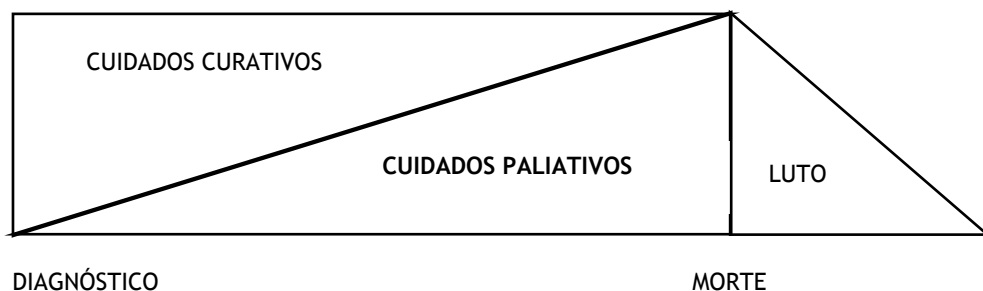 CUIDADOS CURATIVOS
CUIDADOS PALIATIVOS
LUTO
DIAGNÓSTICO
MORTE